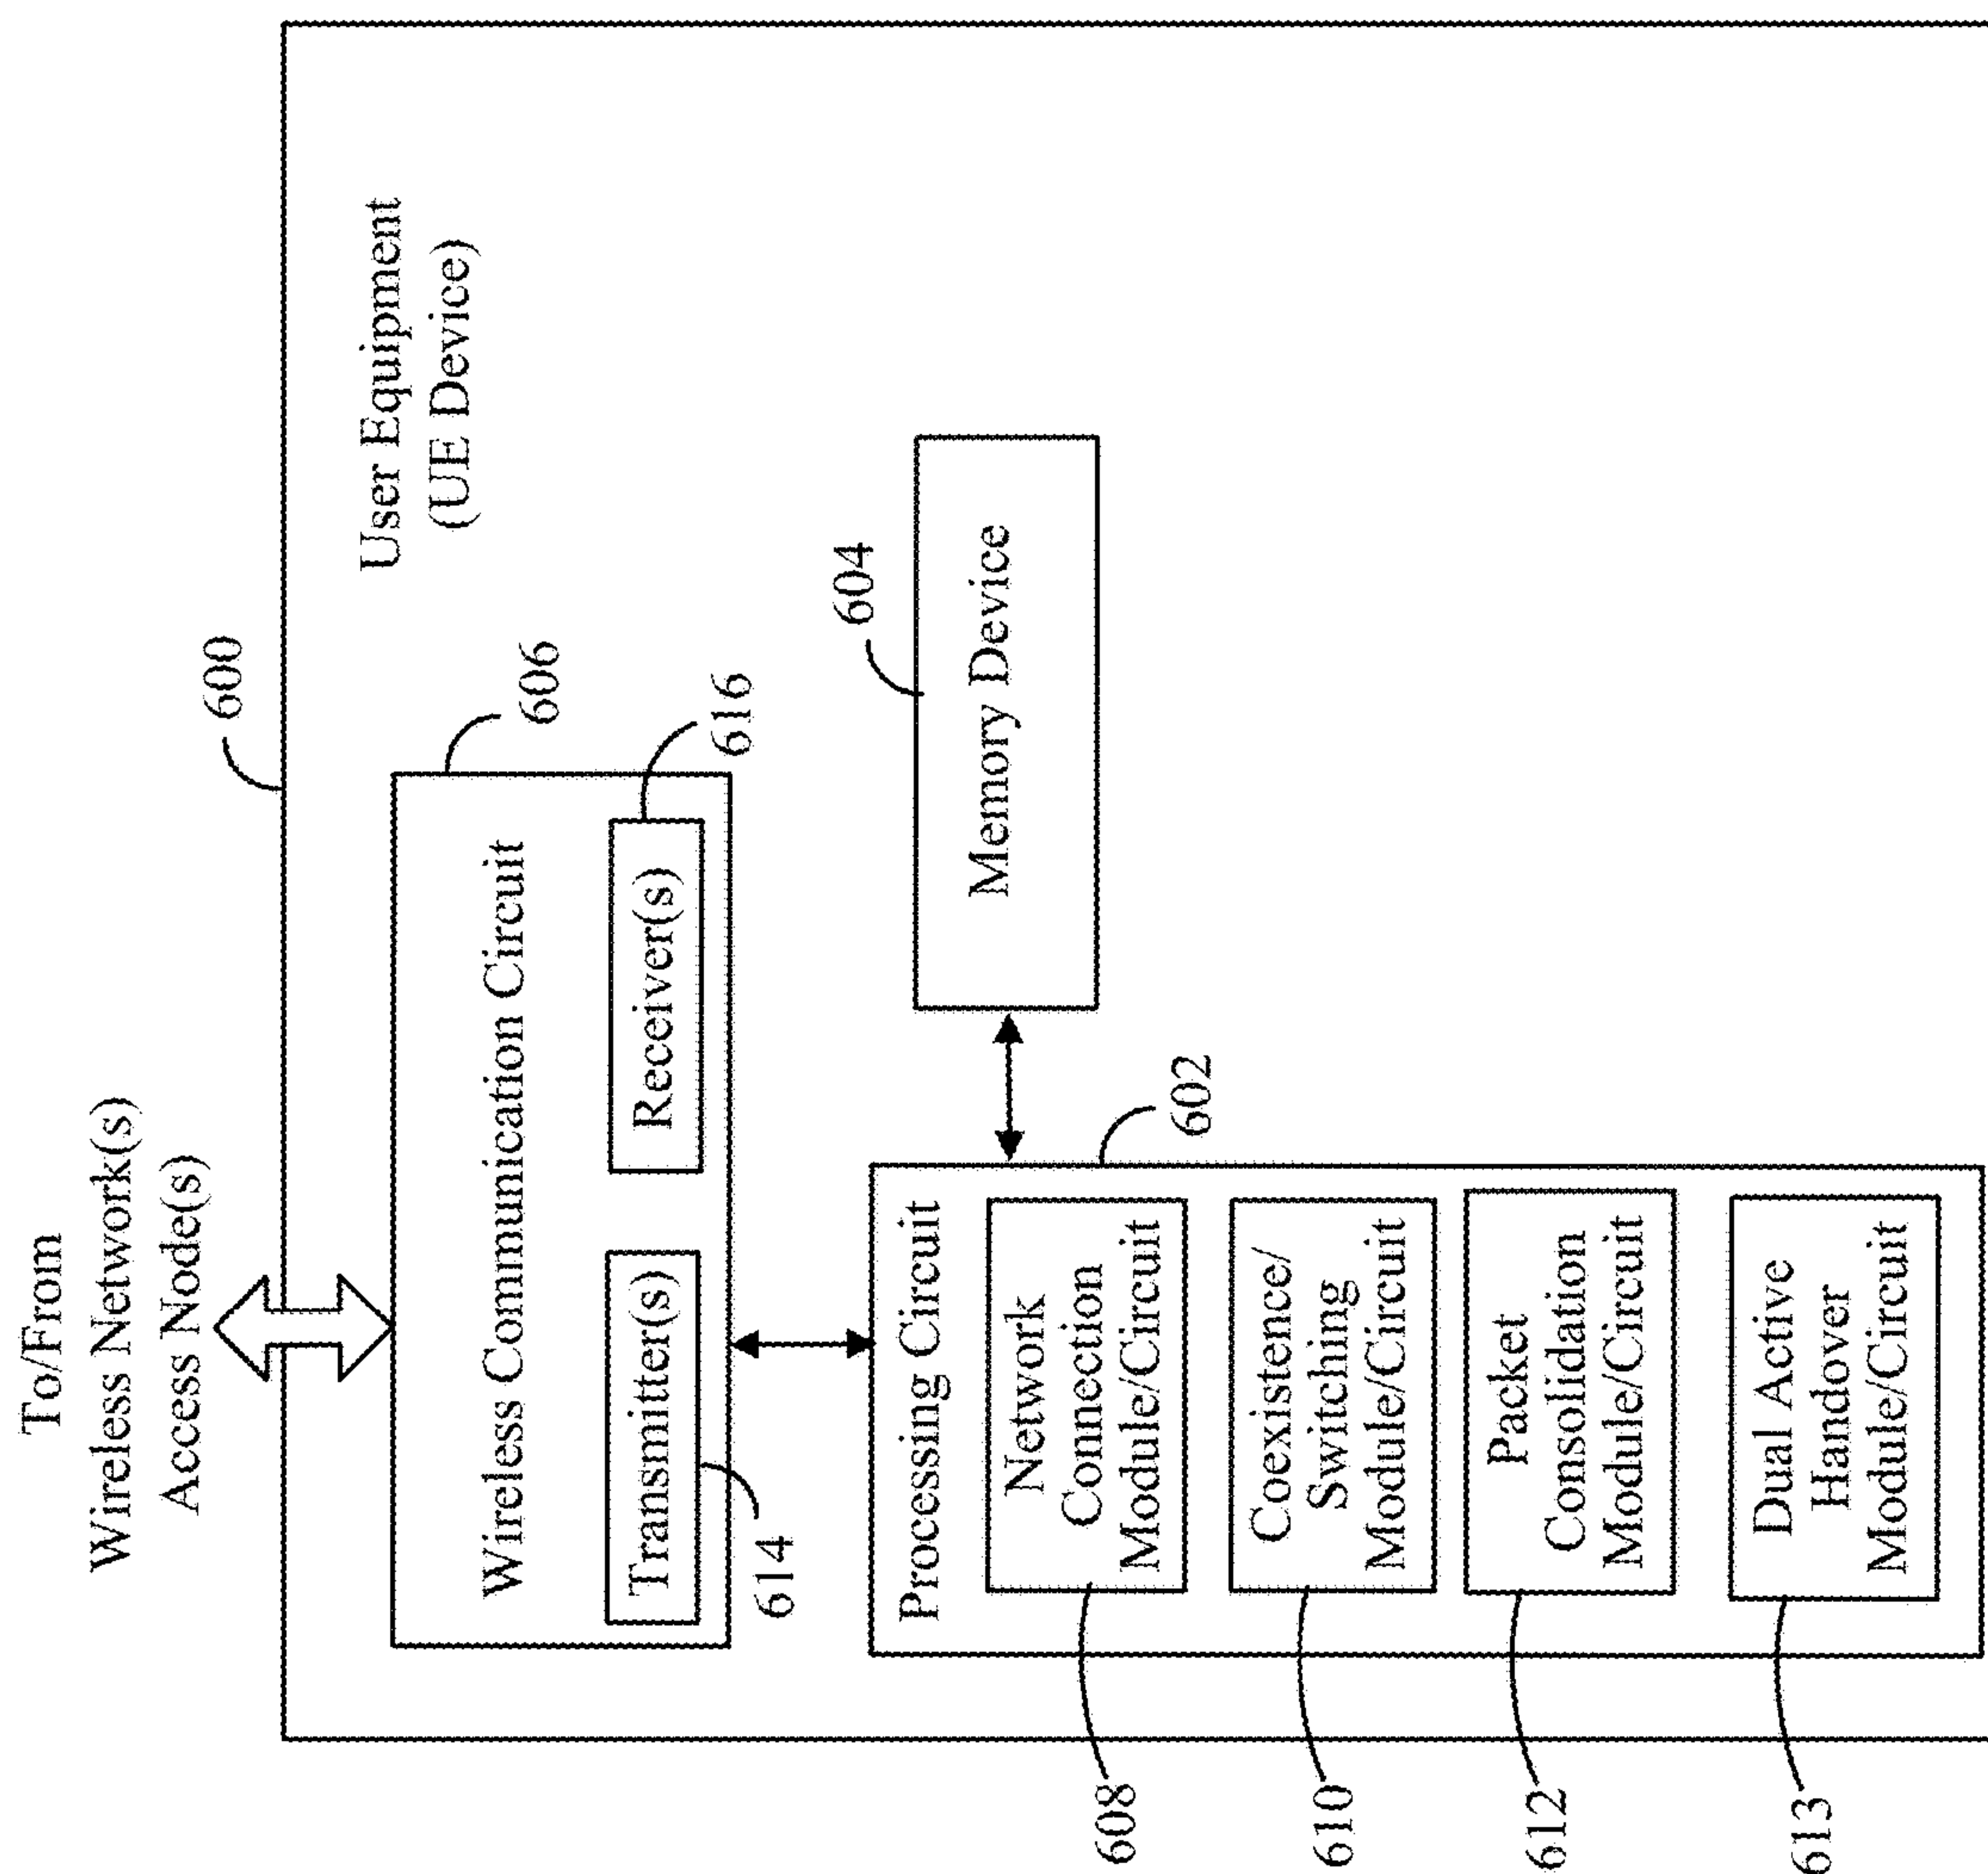 To/From
Wireless Network(s)
Access Node(s)
600
User Equipment
(UE Device)
606
Wireless Communication Circuit
616
Transmitter(s)
Receiver(s)
614
604
Memory Device
602
Processing Circuit
608
Network
Connection
Module/Circuit
610
Coexistence/
Switching
Module/Circuit
612
Packet
Consolidation
Module/Circuit
613
Dual Active
Handover
Module/Circuit